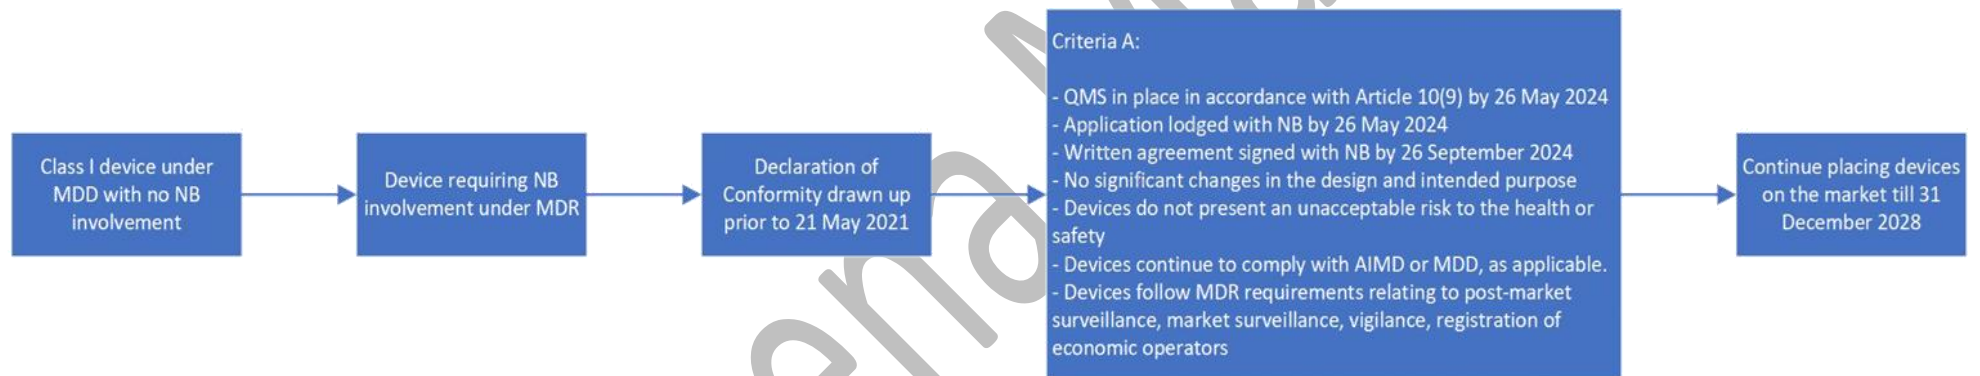 Class I device under
MDD with no NB
involvement
Device requiring NB
involvement under MDR
Declaration of
Conformity drawn up
prior to 21 May 2021
Criteria A:
- QMS in place in accordance with Article 10(9) by 26 May 2024
- Application lodged with NB by 26 May 2024
- Written agreement signed with NB by 26 September 2024
- No significant changes in the design and intended purpose
- Devices do not present an unacceptable risk to the health or
safety
- Devices continue to comply with AIMD or MDD, as applicable.
- Devices follow MDR requirements relating to post-market
surveillance, market surveillance, vigilance, registration of
economic operators
Continue placing devices
on the market till 31
December 2028